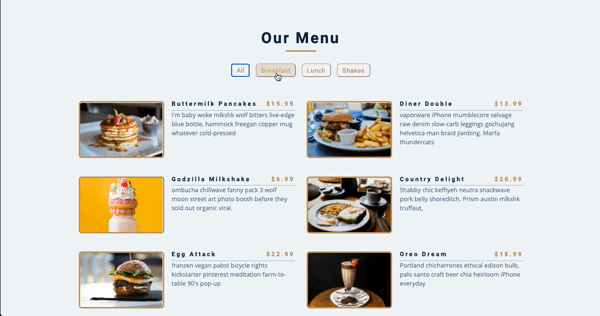 Our Menu
All Breakfast Lunch Shakes
Buttermilk Pancakes $15.99
I'm baby woke mlkshk wolf bitters live-edge
blue bottle, hammock freegan copper mug
whatever cold-pressed
Diner Double $13.99
vaporware iPhone mumblecore selvage
raw denim slow-carb leggings gochujang
helvetica man braid jianbing. Marfa
thundercats
Godzilla Milkshake $6.99
ombucha chillwave fanny pack 3 wolf
moon street art photo booth before they
sold out organic viral.
Country Delight $20.99
Shabby chic keffiyeh neutra snackwave
pork belly shoreditch. Prism austin mlkshk
truffaut,
Egg Attack $22.99
franzen vegan pabst bicycle rights
kickstarter pinterest meditation farm-to-
table 90's pop-up
Oreo Dream $18.99
Portland chicharrones ethical edison bulb,
palo santo craft beer chia heirloom iPhone
everyday